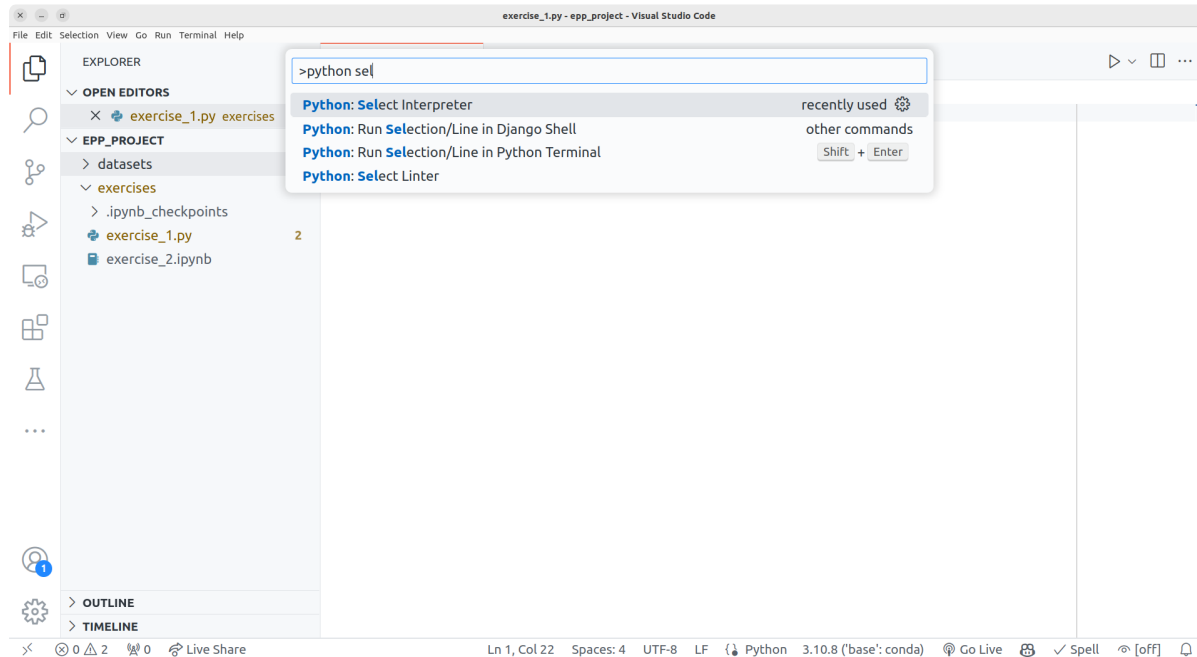 exercise_1.py - epp_project - Visual Studio Code
File Edit Selection View Go Run Terminal Help
EXPLORER
>python sel
OPEN EDITORS
Python: Select Interpreter recently used
exercise_1.py exercises
Python: Run Selection/Line in Django Shell other commands
EPP_PROJECT
Python: Run Selection/Line in Python Terminal Shift + Enter
datasets
Python: Select Linter
exercises
.ipynb_checkpoints
exercise_1.py 2
exercise_2.ipynb
1
OUTLINE
TIMELINE
0 2 0 Live Share Ln 1, Col 22 Spaces: 4 UTF-8 LF Python 3.10.8 ('base': conda) Go Live Spell [off]